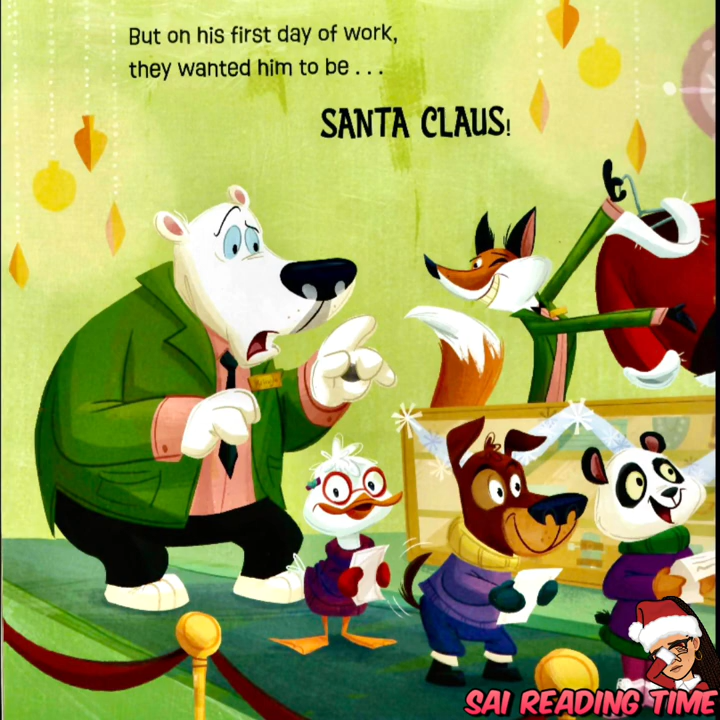 But on his first day of work,
they wanted him to be . . .
SANTA CLAUS!
SAI READING TIME